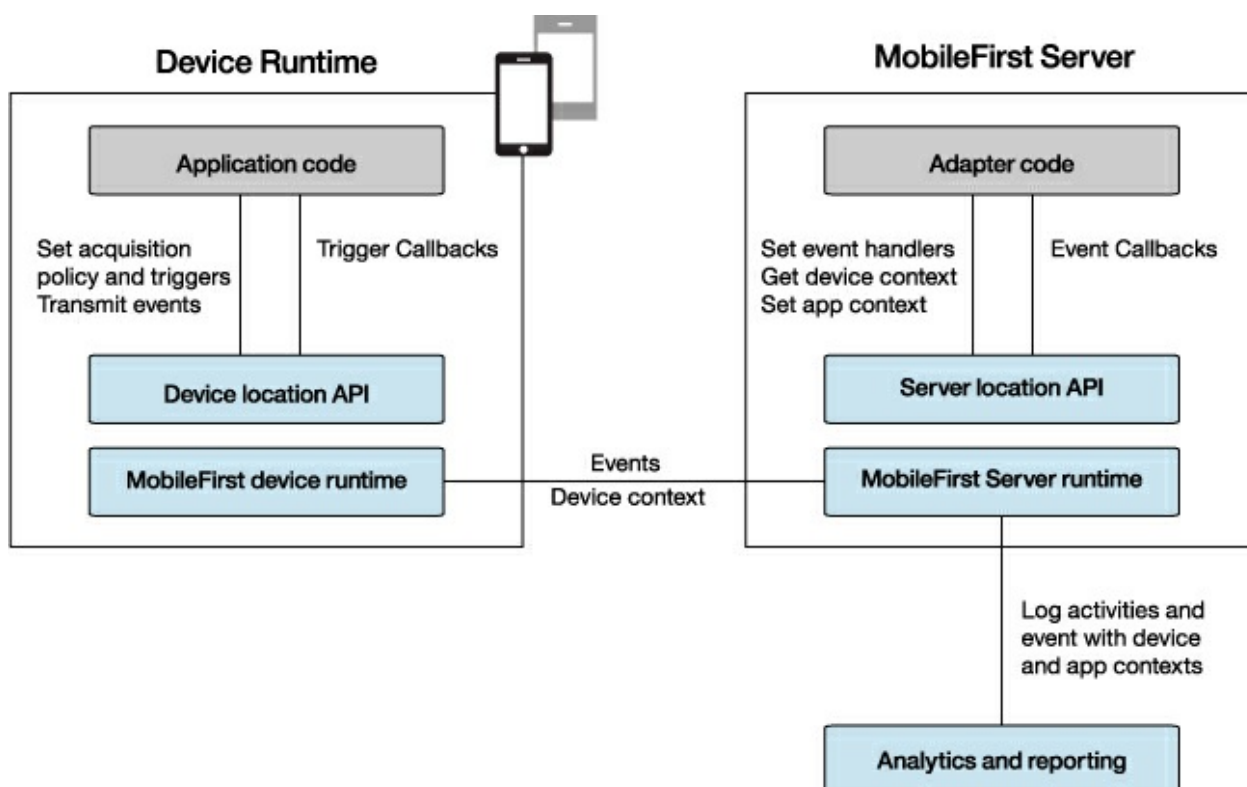 Device Runtime
MobileFirst Server
Application code
Set acquisition
policy and triggers
Transmit events
Trigger Callbacks
Device location API
MobileFirst device runtime
Events
Device context
Adapter code
Set event handlers
Get device context
Set app context
Event Callbacks
Server location API
MobileFirst Server runtime
Log activities and
event with device
and app contexts
Analytics and reporting